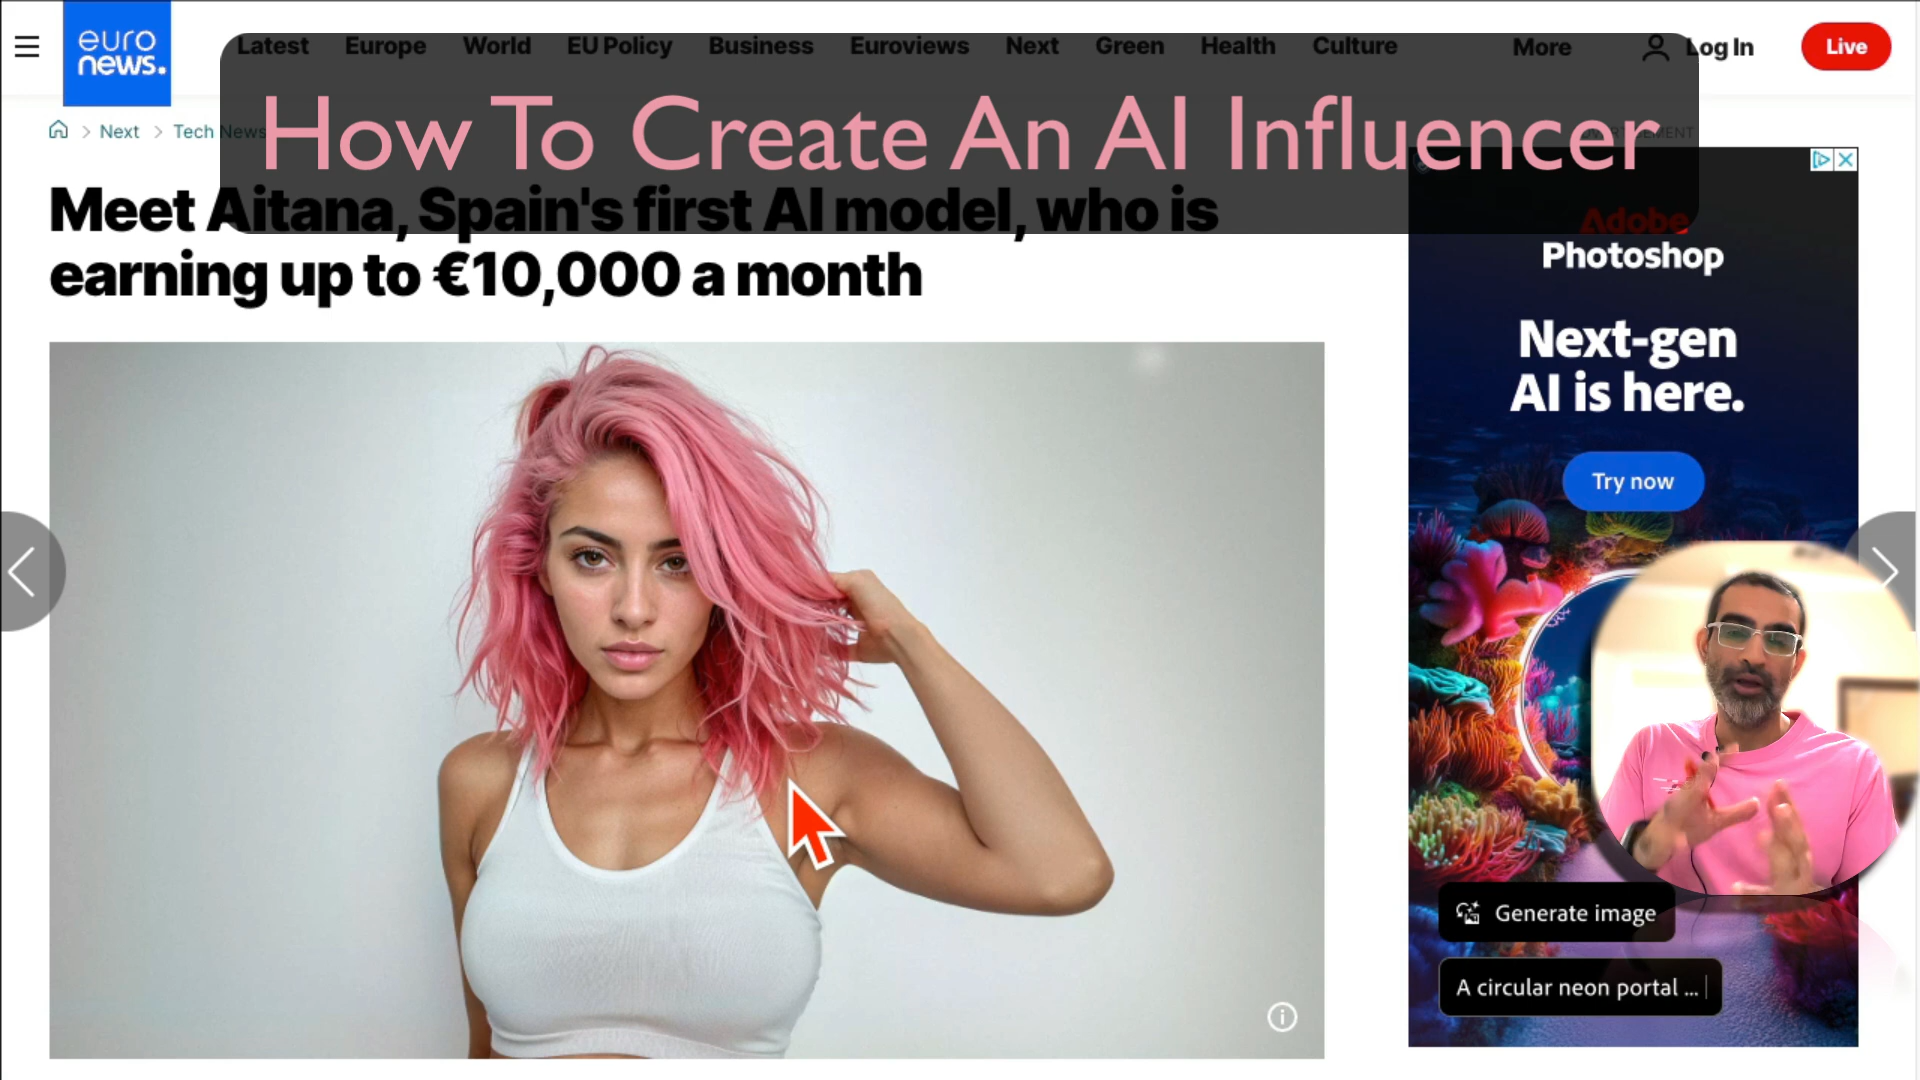 euro
news.
Latest Europe World EU Policy Business Euroviews Next Green Health Culture More Log In Live
How To Create An AI Influencer
Next > Tech News
Meet Aitana, Spain's first AI model, who is
earning up to €10,000 a month
ADVERTISEMENT
Adobe
Photoshop
Next-gen
AI is here.
Try now
Generate image
A circular neon portal ...